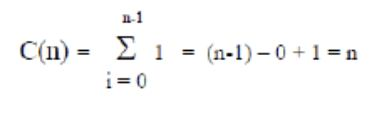 n-1
C(n) = Σ 1 = (n-1) – 0 + 1 = n
i = 0